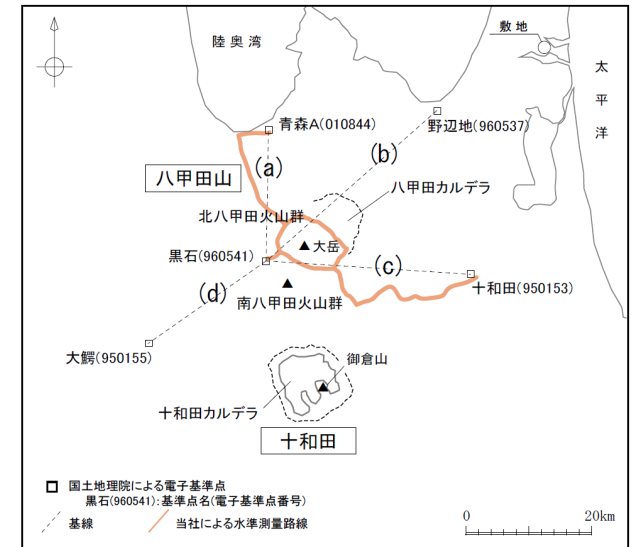 陸奥湾
敷地
太平洋
青森A(010844)
野辺地(960537)
(a)
(b)
八甲田山
八甲田カルデラ
北八甲田火山群
▲大岳
黒石(960541)
(c)
(d)
南八甲田火山群
十和田(950153)
大鰐(950155)
御倉山
十和田カルデラ
十和田
国土地理院による電子基準点
黒石(960541):基準点名(電子基準点番号)
基線
当社による水準測量路線
0
20km